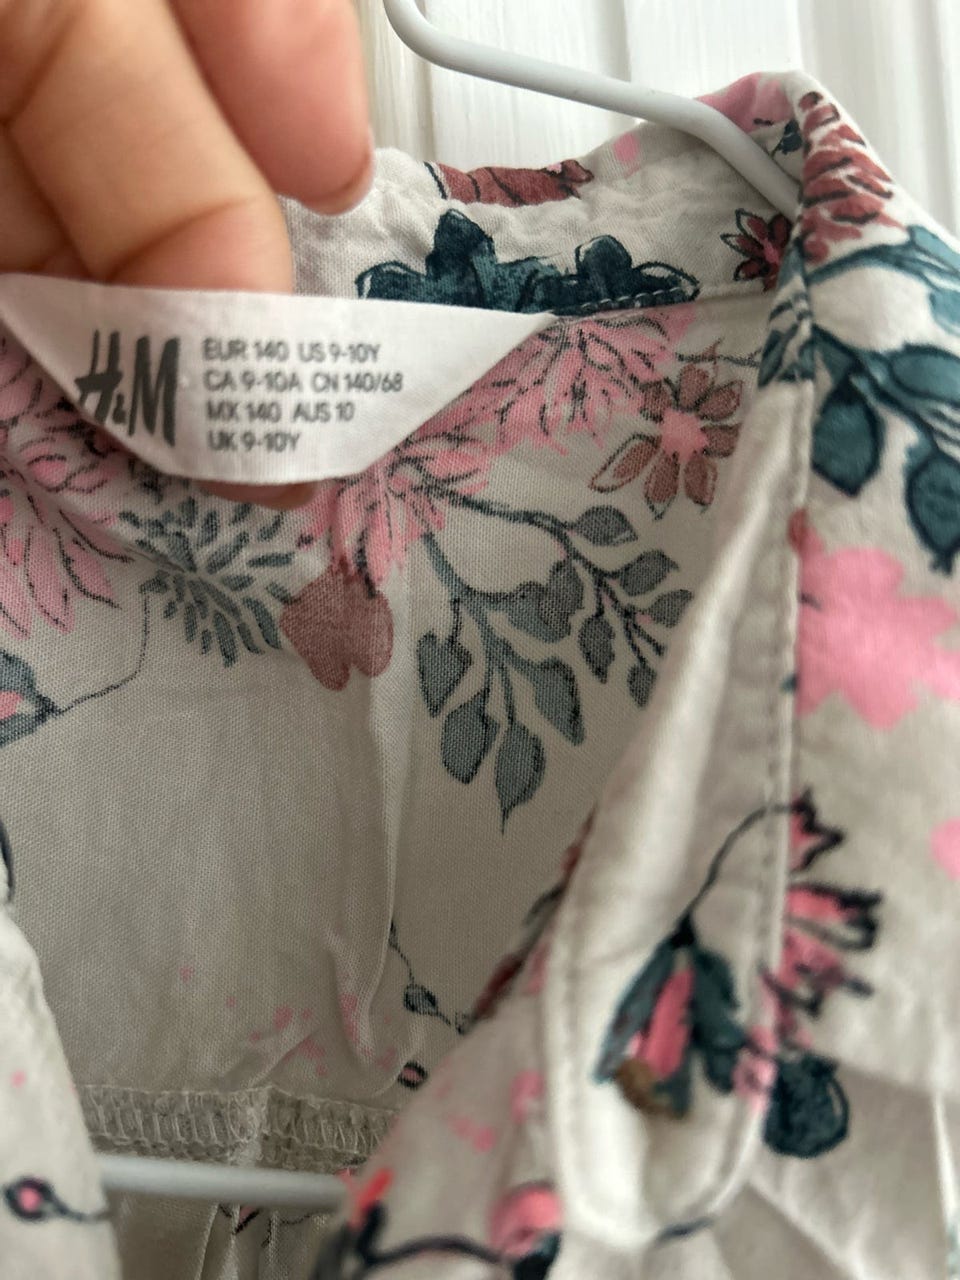 H&M
EUR 140 US 9-10Y
CA 9-10A CN 140/68
MX 140 AUS 10
UK 9-10Y